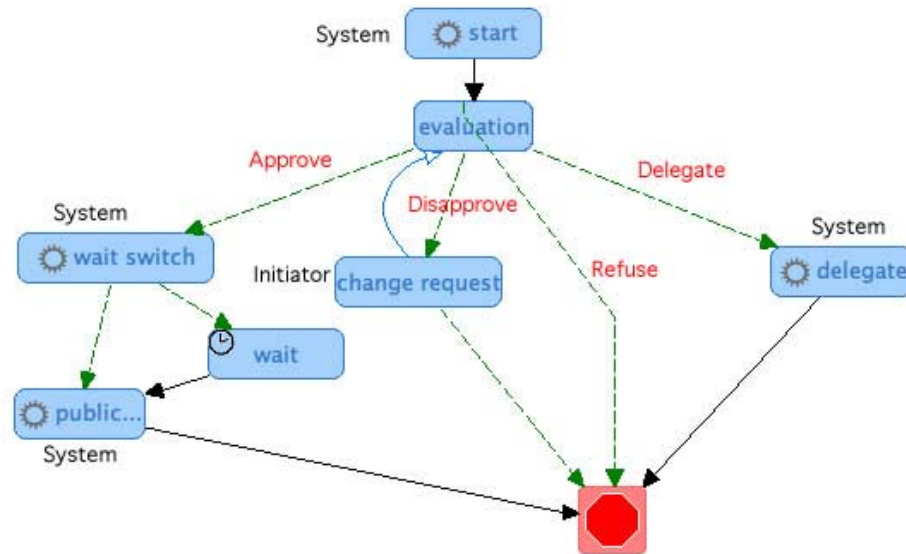 System
start
evaluation
Approve
Delegate
Disapprove
System
System
wait switch
Initiator
change request
Refuse
delegate
wait
public...
System